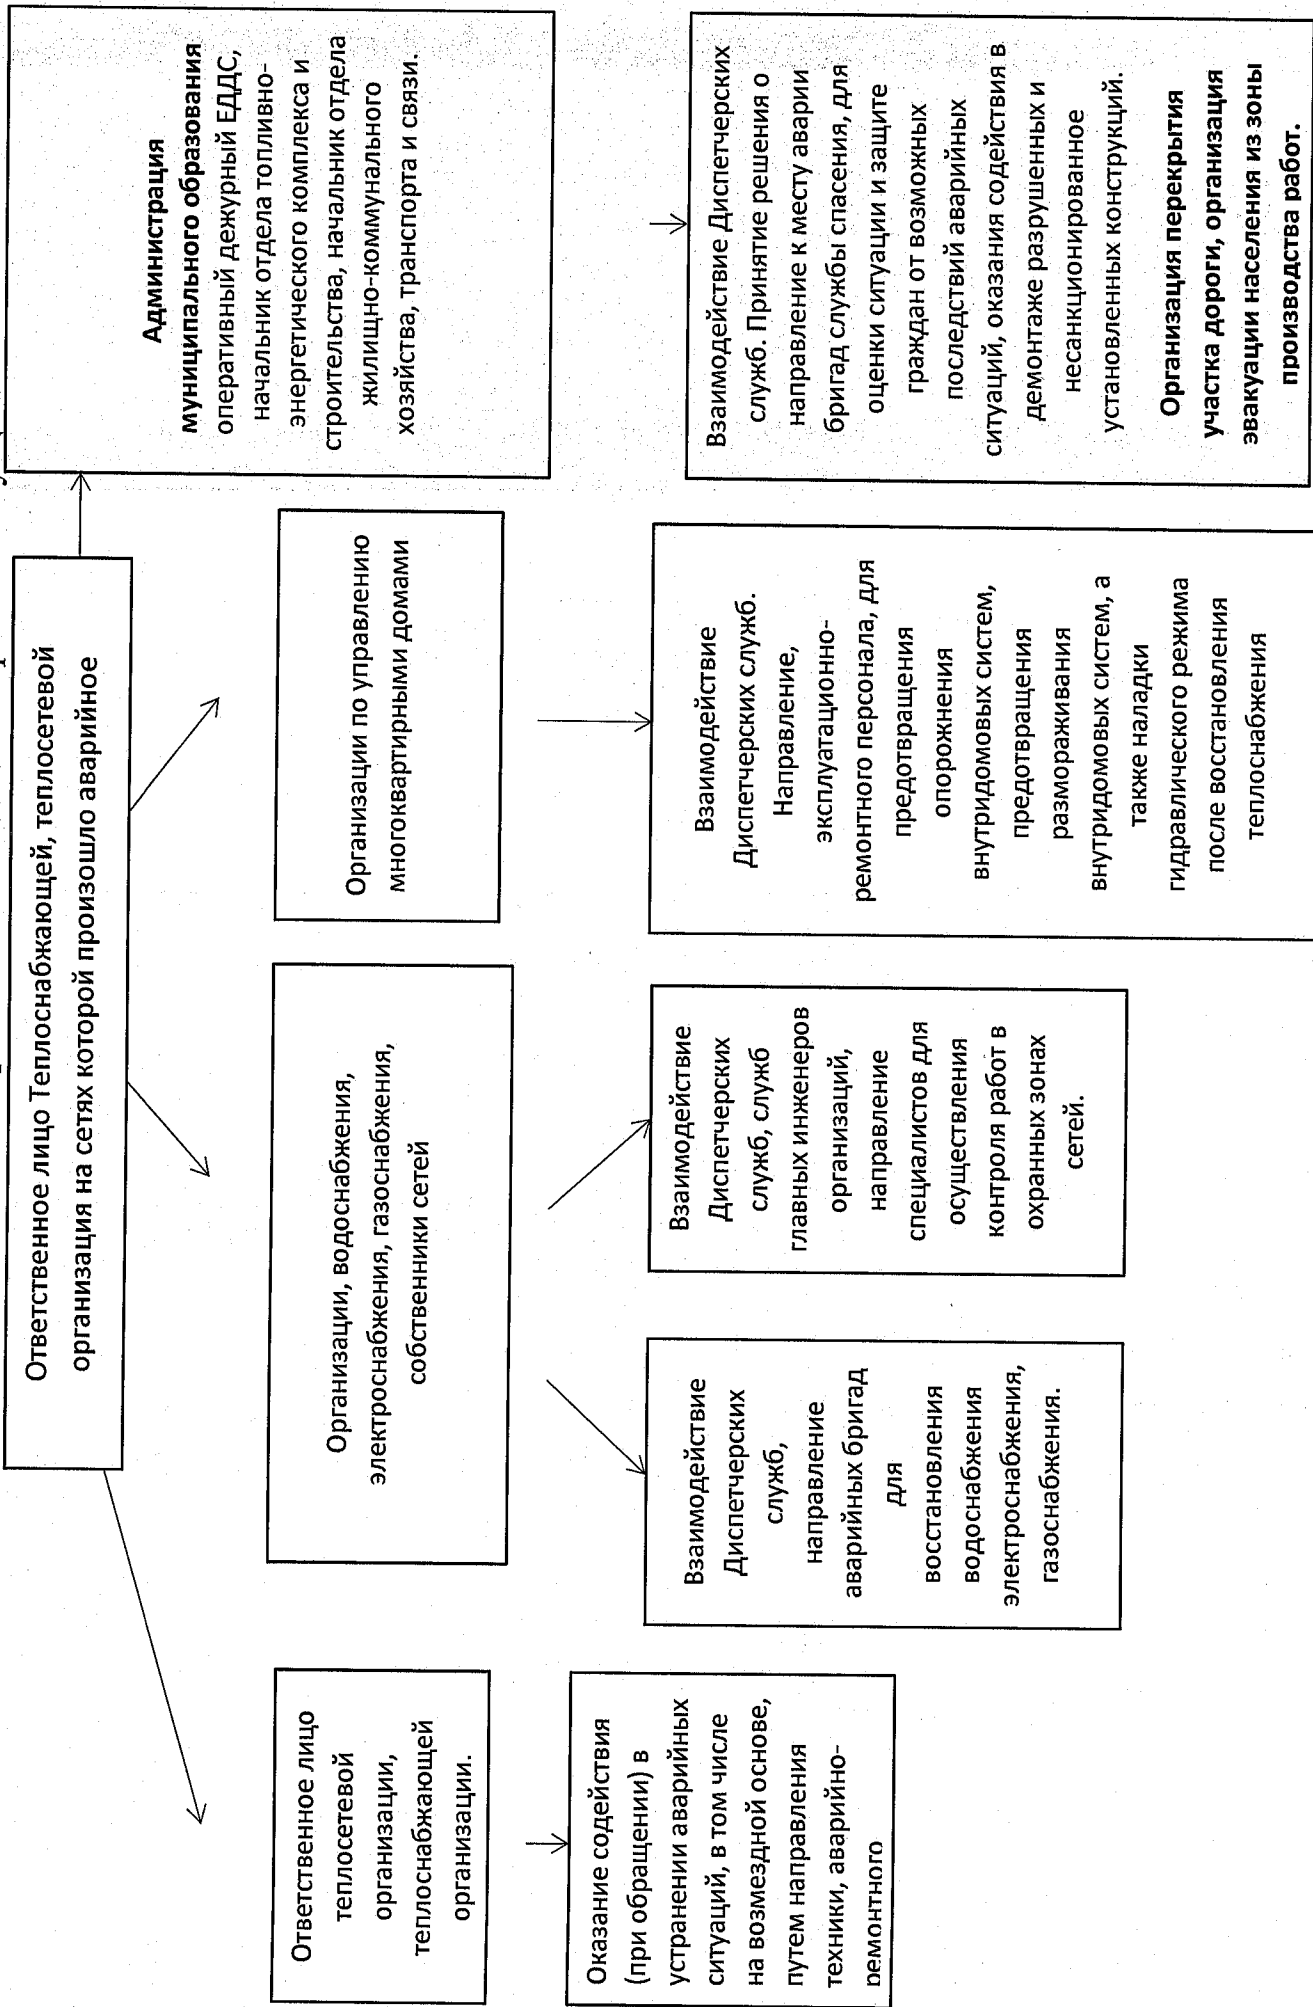 Ответственное лицо Теплоснабжающей, теплосетевой
организация на сетях которой произошло аварийное
Администрация
муниципального образования
оперативный дежурный ЕДДС,
начальник отдела топливно-
энергетического комплекса и
строительства, начальник отдела
жилищно-коммунального
хозяйства, транспорта и связи.
Ответственное лицо
теплосетевой
организации,
теплоснабжающей
организации.
Организации, водоснабжения,
электроснабжения, газоснабжения,
собственники сетей
Организации по управлению
многоквартирными домами
Оказание содействия
(при обращении) в
устранении аварийных
ситуаций, в том числе
на возмездной основе,
путем направления
техники, аварийно-
ремонтного
Взаимодействие
Диспетчерских
служб,
направление
аварийных бригад
для
восстановления
водоснабжения
электроснабжения,
газоснабжения.
Взаимодействие
Диспетчерских
служб, служб
главных инженеров
организаций,
направление
специалистов для
осуществления
контроля работ в
охранных зонах
сетей.
Взаимодействие
Диспетчерских служб.
Направление,
эксплуатационно-
ремонтного персонала, для
предотвращения
опорожнения
внутридомовых систем,
предотвращения
размораживания
внутридомовых систем, а
также наладки
гидравлического режима
после восстановления
теплоснабжения
Взаимодействие Диспетчерских
служб. Принятие решения о
направление к месту аварии
бригад службы спасения, для
оценки ситуации и защите
граждан от возможных
последствий аварийных
ситуаций, оказания содействия в
демонтаже разрушенных и
несанкционированное
установленных конструкций.
Организация перекрытия
участка дороги, организация
эвакуации населения из зоны
производства работ.